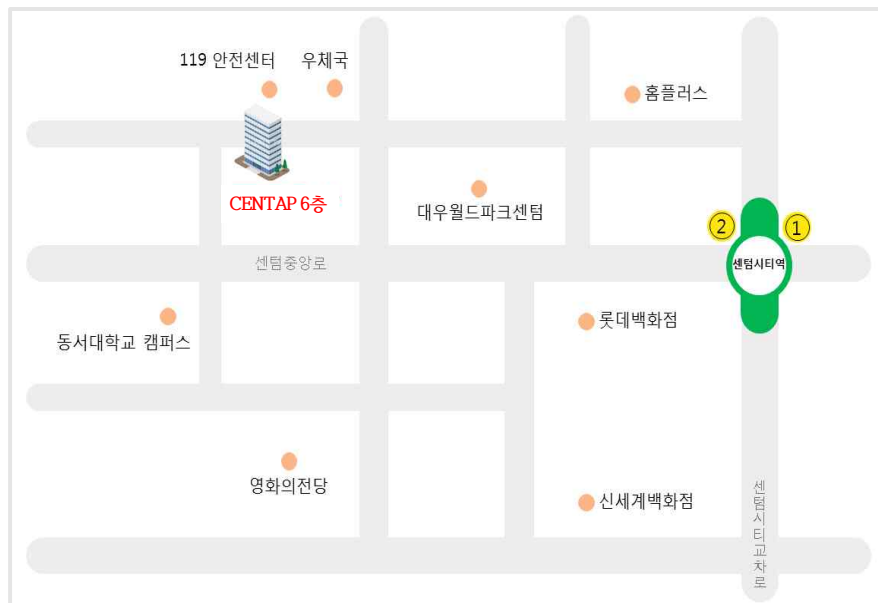 119 안전센터
우체국
홈플러스
CENTAP 6층
대우월드파크센텀
2
1
센텀중앙로
센텀시티역
동서대학교 캠퍼스
롯데백화점
영화의전당
신세계백화점
센텀시티교차로